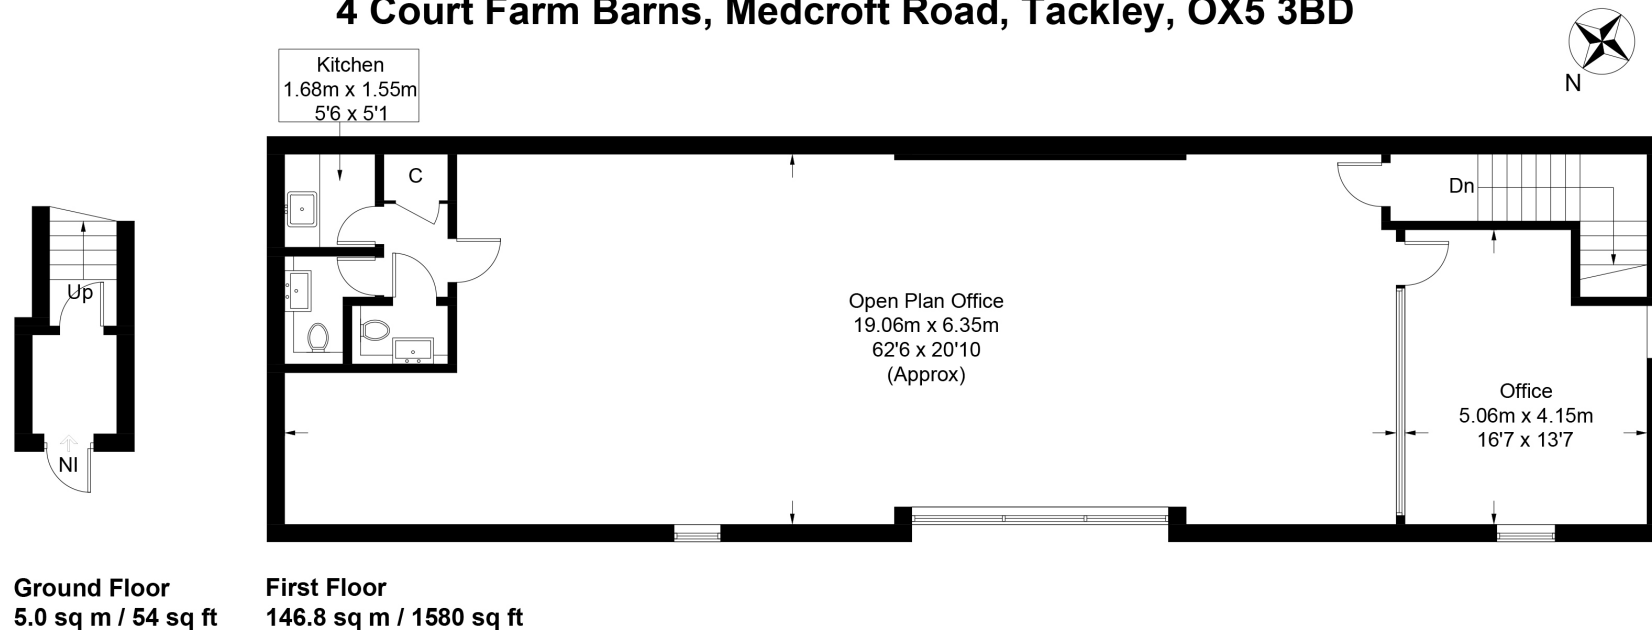 4 Court Farm Barns, Medcroft Road, Tackley, OX5 3BD
N
Kitchen
1.68m x 1.55m
5'6 x 5'1
C
Dn
Up
Open Plan Office
19.06m x 6.35m
62'6 x 20'10
(Approx)
Office
5.06m x 4.15m
16'7 x 13'7
NI
Ground Floor
5.0 sq m / 54 sq ft
First Floor
146.8 sq m / 1580 sq ft